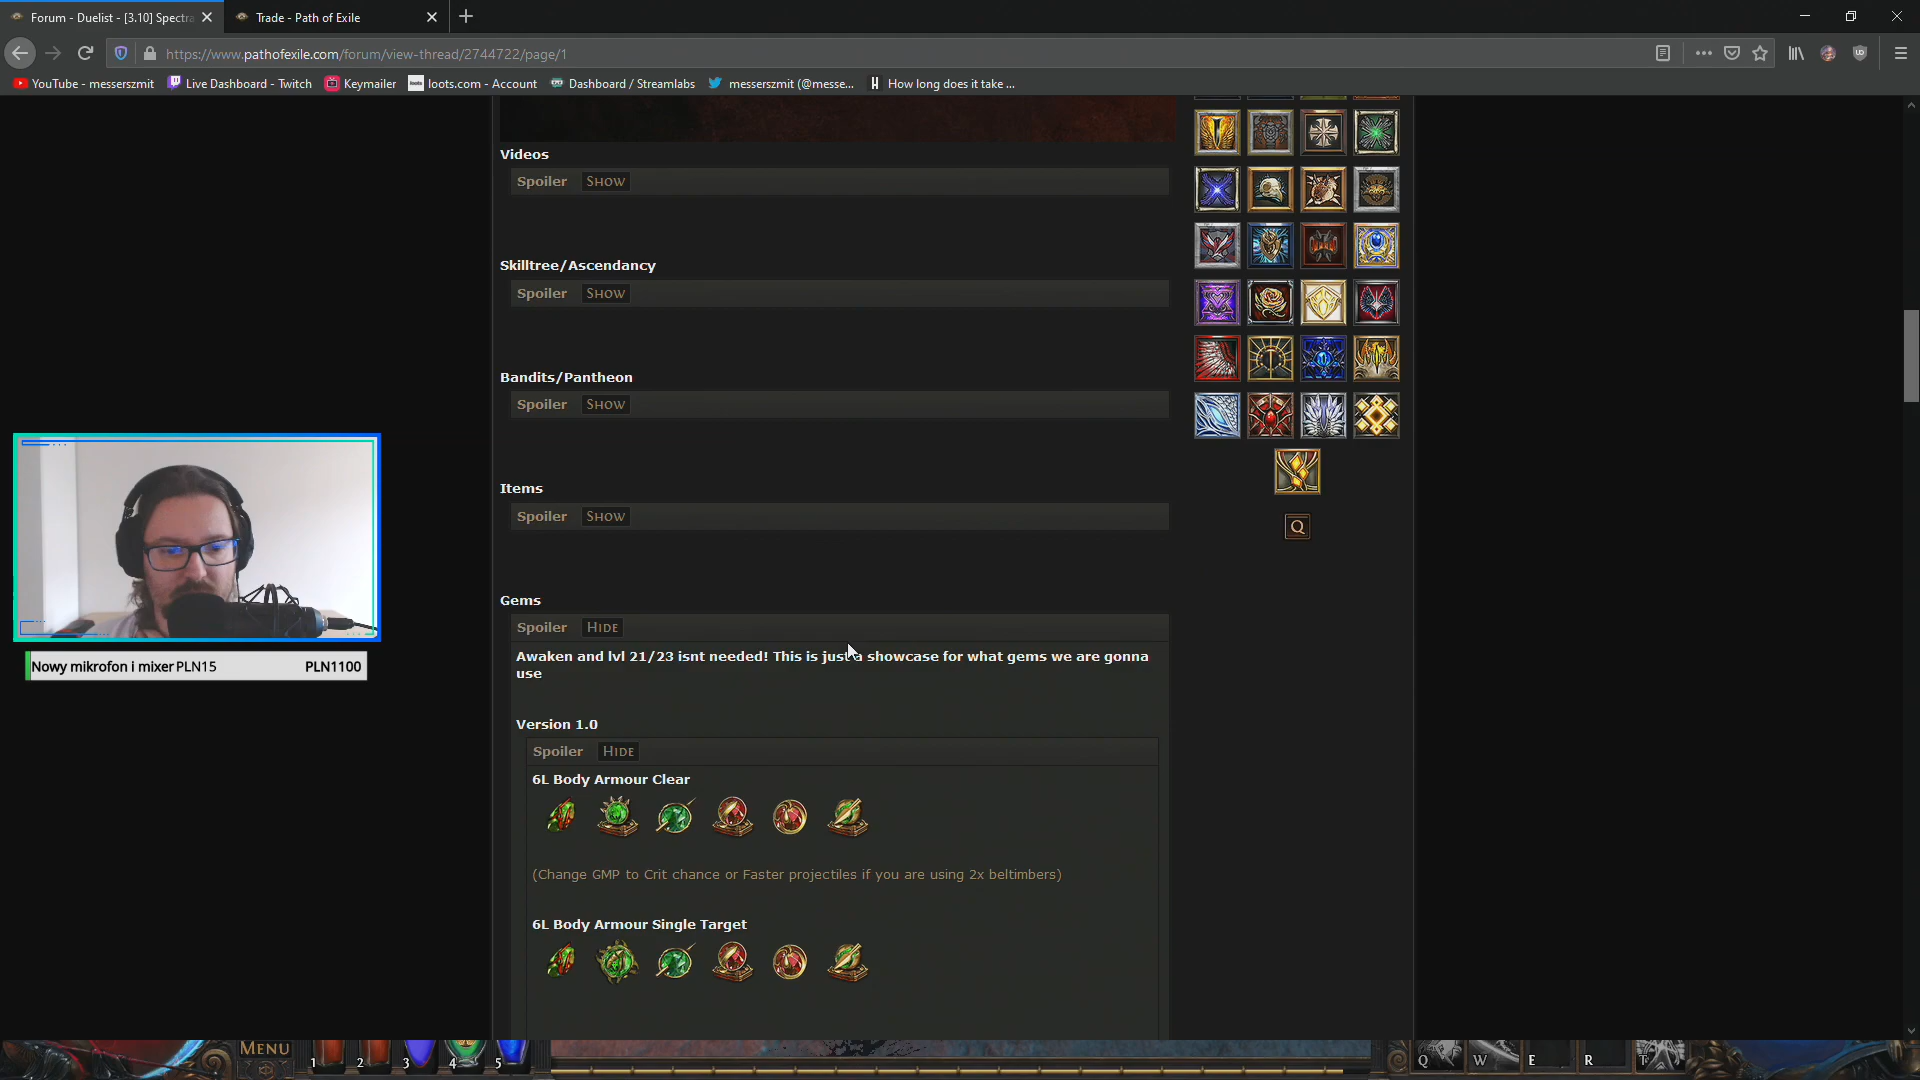 Forum - Duelist - [3.10] Spectra
Trade - Path of Exile
https://www.pathofexile.com/forum/view-thread/2744722/page/1
YouTube - messerszmit
Live Dashboard - Twitch
Keymailer
loots.com - Account
Dashboard / Streamlabs
messerszmit (@messe...
How long does it take ...
Videos
Spoiler SHOW
Skilltree/Ascendancy
Spoiler SHOW
Bandits/Pantheon
Spoiler SHOW
Items
Spoiler SHOW
Q
Gems
Spoiler HIDE
Awaken and lvl 21/23 isnt needed! This is just a showcase for what gems we are gonna
use
Version 1.0
Spoiler HIDE
6L Body Armour Clear
(Change GMP to Crit chance or Faster projectiles if you are using 2x beltimbers)
6L Body Armour Single Target
Nowy mikrofon i mixer PLN15 PLN1100
MENU
1 2 3 4 5
Q W E R T